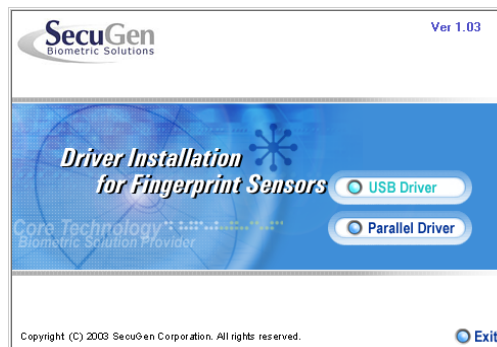 SecuGen
Biometric Solutions
Ver 1.03
Driver Installation
for Fingerprint Sensors
USB Driver
Parallel Driver
Core Technology
Biometric Solution Provider
Copyright (C) 2003 SecuGen Corporation. All rights reserved.
Exit